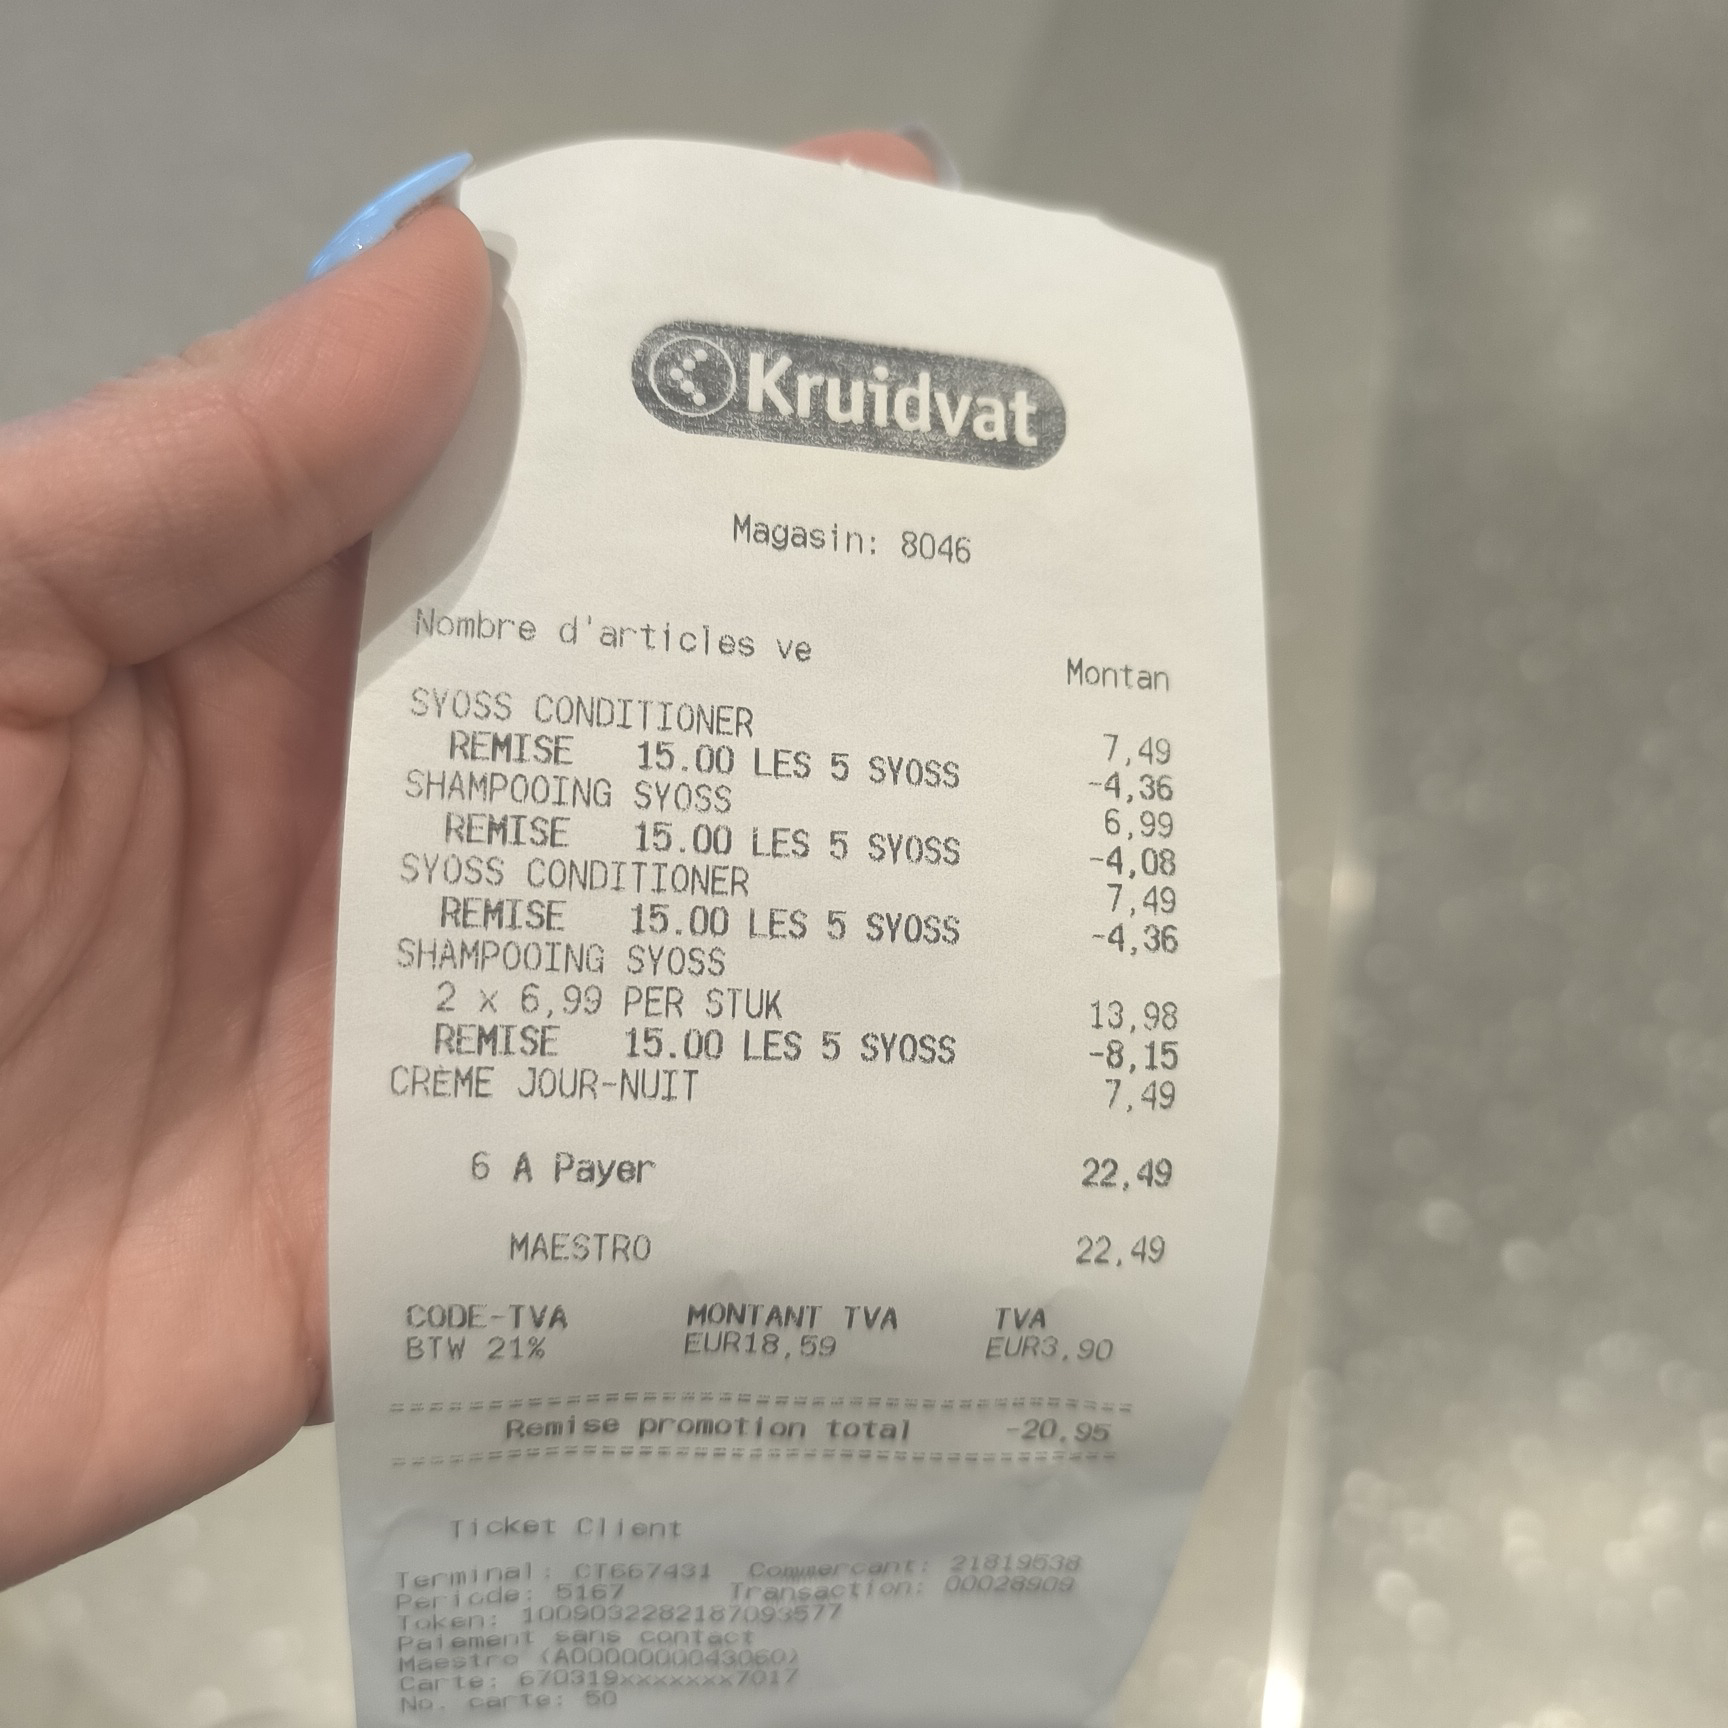 Kruidvat
Magasin: 8046
Nombre d'articles ve Montan
SYOSS CONDITIONER 7,49
REMISE 15.00 LES 5 SYOSS -4,36
SHAMPOOING SYOSS 6,99
REMISE 15.00 LES 5 SYOSS -4,08
SYOSS CONDITIONER 7,49
REMISE 15.00 LES 5 SYOSS -4,36
SHAMPOOING SYOSS
2 x 6,99 PER STUK 13,98
REMISE 15.00 LES 5 SYOSS -8,15
CRÈME JOUR-NUIT 7,49
6 A Payer 22,49
MAESTRO 22,49
CODE-TVA MONTANT TVA TVA
BTW 21% EUR18,59 EUR3,90
========================================
Remise promotion total -20,95
========================================
Ticket Client
Terminal: CT667431 Commercant: 21819538
Periode: 5167 Transaction: 00028909
Token: 1009032282187093577
Paiement sans contact
Maestro (A0000000043060)
Carte: 670319xxxxxxx7017
No. carte: 50